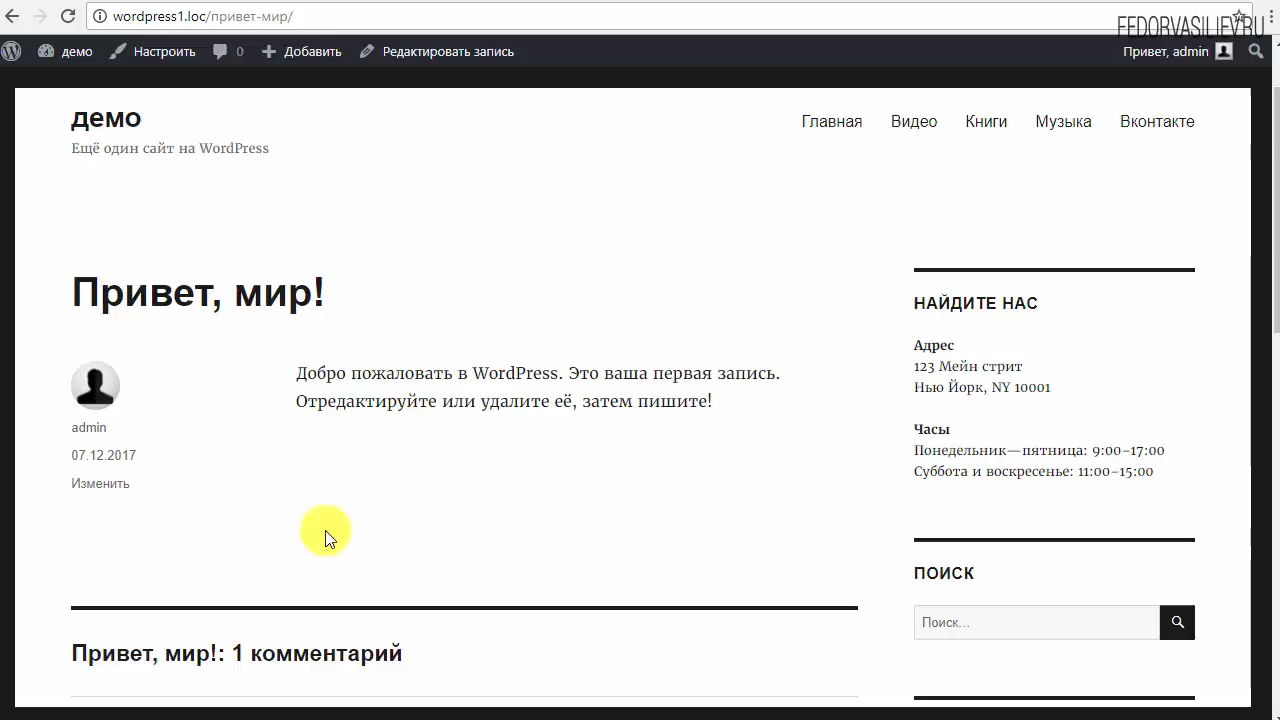 wordpress1.loc/привет-мир/
FEDORVASILIEV.RU
демо Настроить 0 Добавить Редактировать запись Привет, admin
демо
Ещё один сайт на WordPress
Главная Видео Книги Музыка Вконтакте
Привет, мир!
admin
07.12.2017
Изменить
Добро пожаловать в WordPress. Это ваша первая запись.
Отредактируйте или удалите её, затем пишите!
Привет, мир!: 1 комментарий
НАЙДИТЕ НАС
Адрес
123 Мейн стрит
Нью Йорк, NY 10001
Часы
Понедельник—пятница: 9:00–17:00
Суббота и воскресенье: 11:00–15:00
ПОИСК
Поиск…